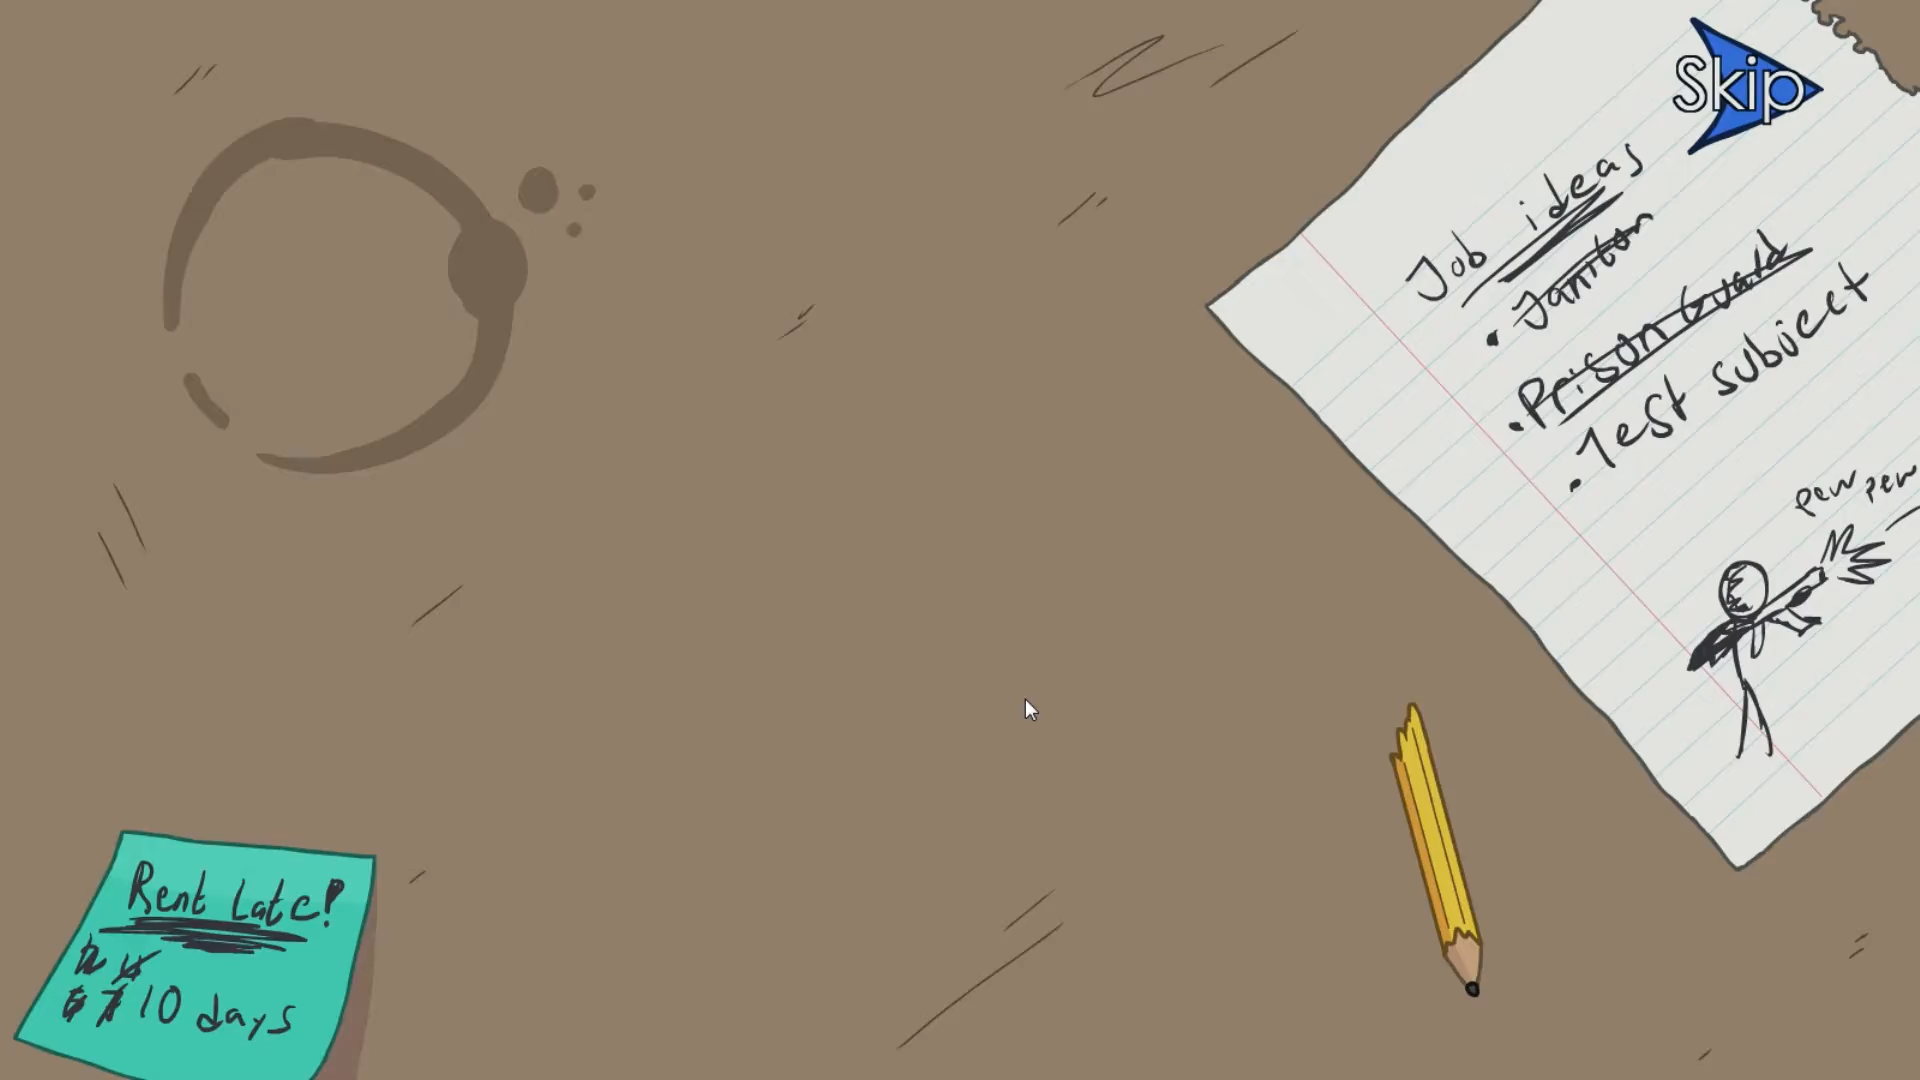 Skip
Job ideas
• Janitor
• Prison Guard
• Test subject
pew pew
Rent Late!
10 days